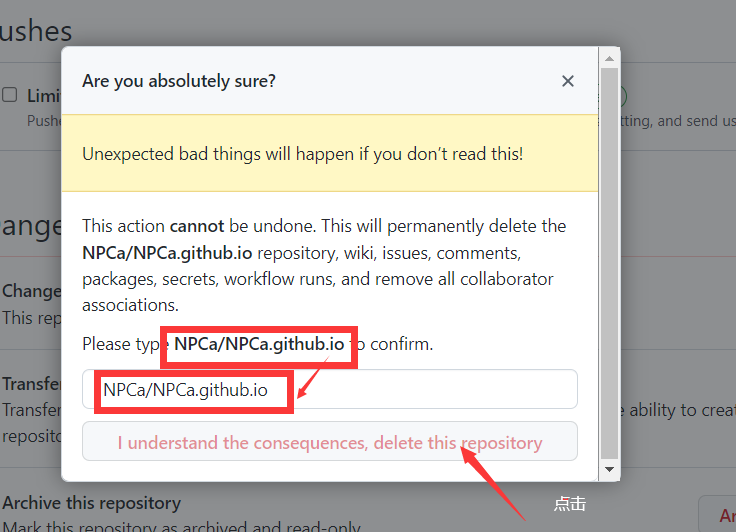 ushes
Limi
Pushe
tting, and send us
Are you absolutely sure?
Unexpected bad things will happen if you don’t read this!
This action cannot be undone. This will permanently delete the
NPCa/NPCa.github.io repository, wiki, issues, comments,
packages, secrets, workflow runs, and remove all collaborator
associations.
Please type NPCa/NPCa.github.io to confirm.
NPCa/NPCa.github.io
I understand the consequences, delete this repository
点击
ange
Change
This rep
Transfer
Transfer
e ability to creat
reposito
Archive this repository
Ar
Mark this repository as archived and read-only.